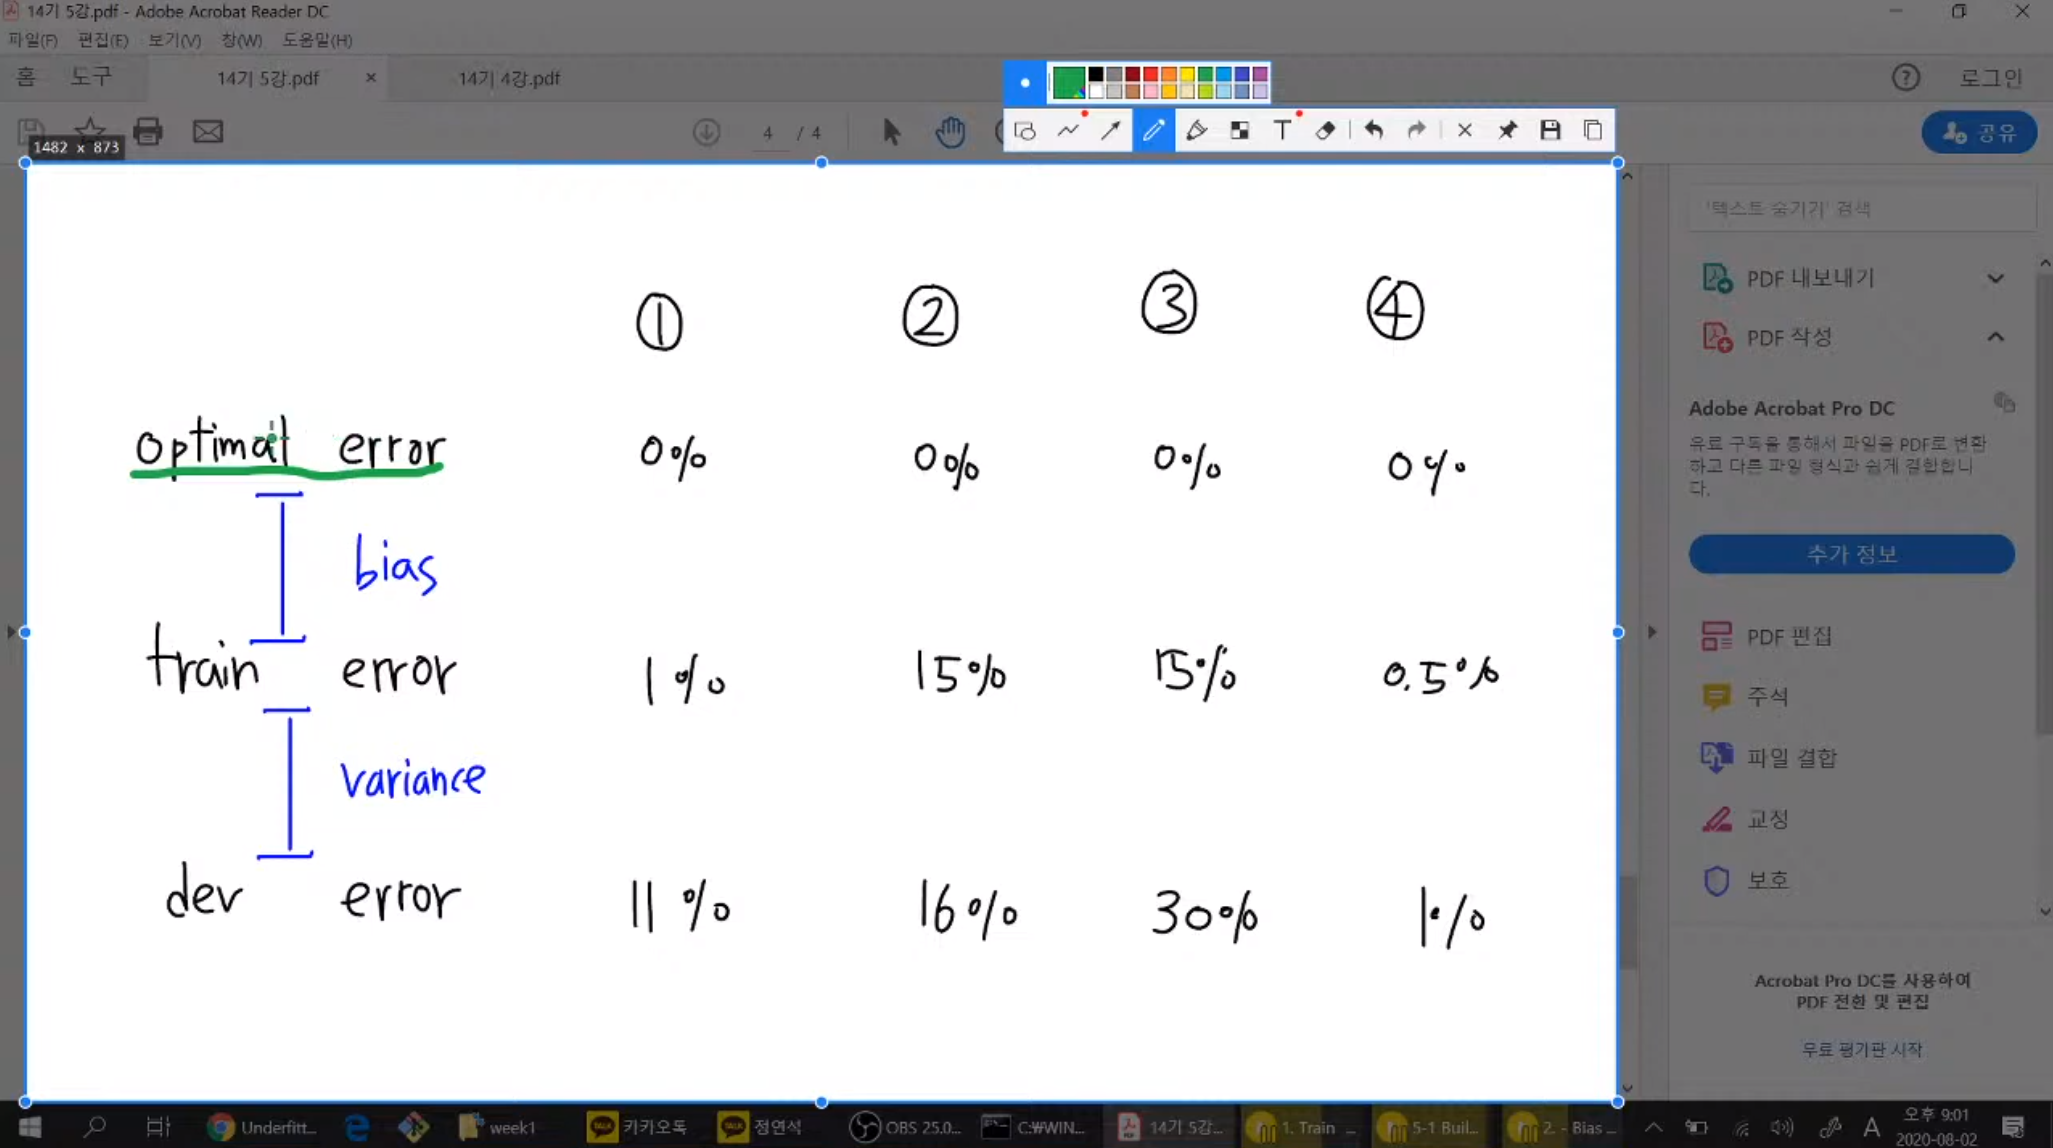 14기 5강.pdf - Adobe Acrobat Reader DC
파일(F) 편집(E) 보기(V) 창(W) 도움말(H)
홈 도구 14기 5강.pdf × 14기 4강.pdf 로그인
4 / 4 공유
1482 x 873
'텍스트 숨기기' 검색
① ② ③ ④
optimal error 0% 0% 0% 0%
bias
train error 1% 15% 15% 0.5%
variance
dev error 11% 16% 30% 1%
PDF 내보내기
PDF 작성
Adobe Acrobat Pro DC
유료 구독을 통해서 파일을 PDF로 변환
하고 다른 파일 형식과 쉽게 결합합니
다.
추가 정보
PDF 편집
주석
파일 결합
교정
보호
Acrobat Pro DC를 사용하여
PDF 전환 및 편집
무료 평가판 시작
Underfitt... week1 카카오톡 정연석 OBS 25.0... C:₩WIN... 14기 5강... 1. Train ... 5-1 Buil... 2. - Bias ... A 오후 9:01
2020-08-02